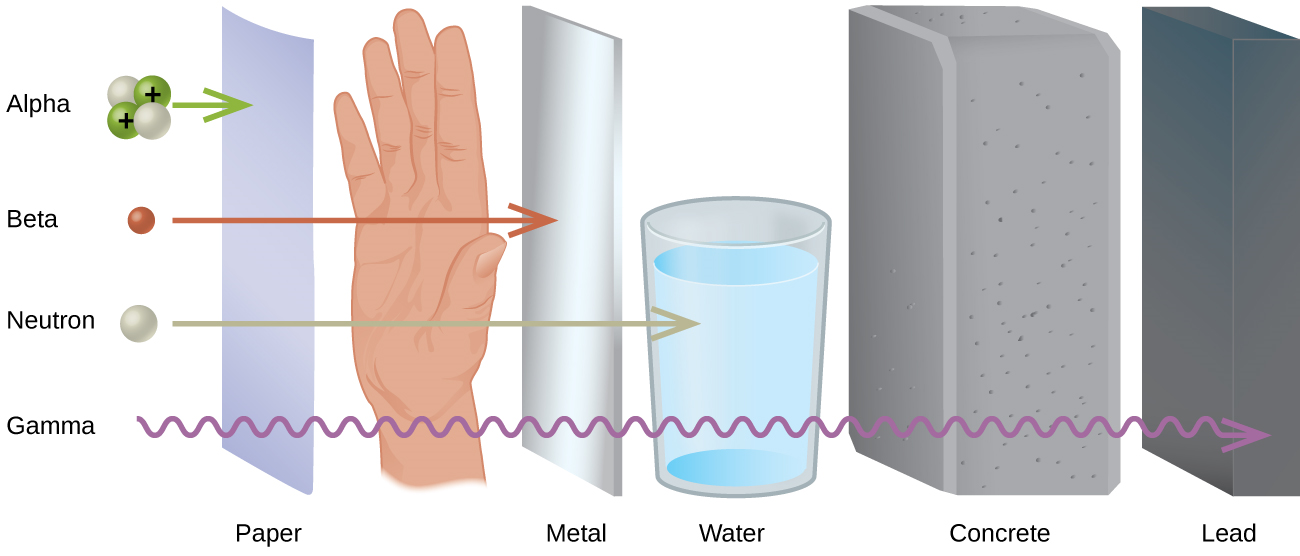 Alpha
+
+
Beta
Neutron
Gamma
Paper
Metal
Water
Concrete
Lead